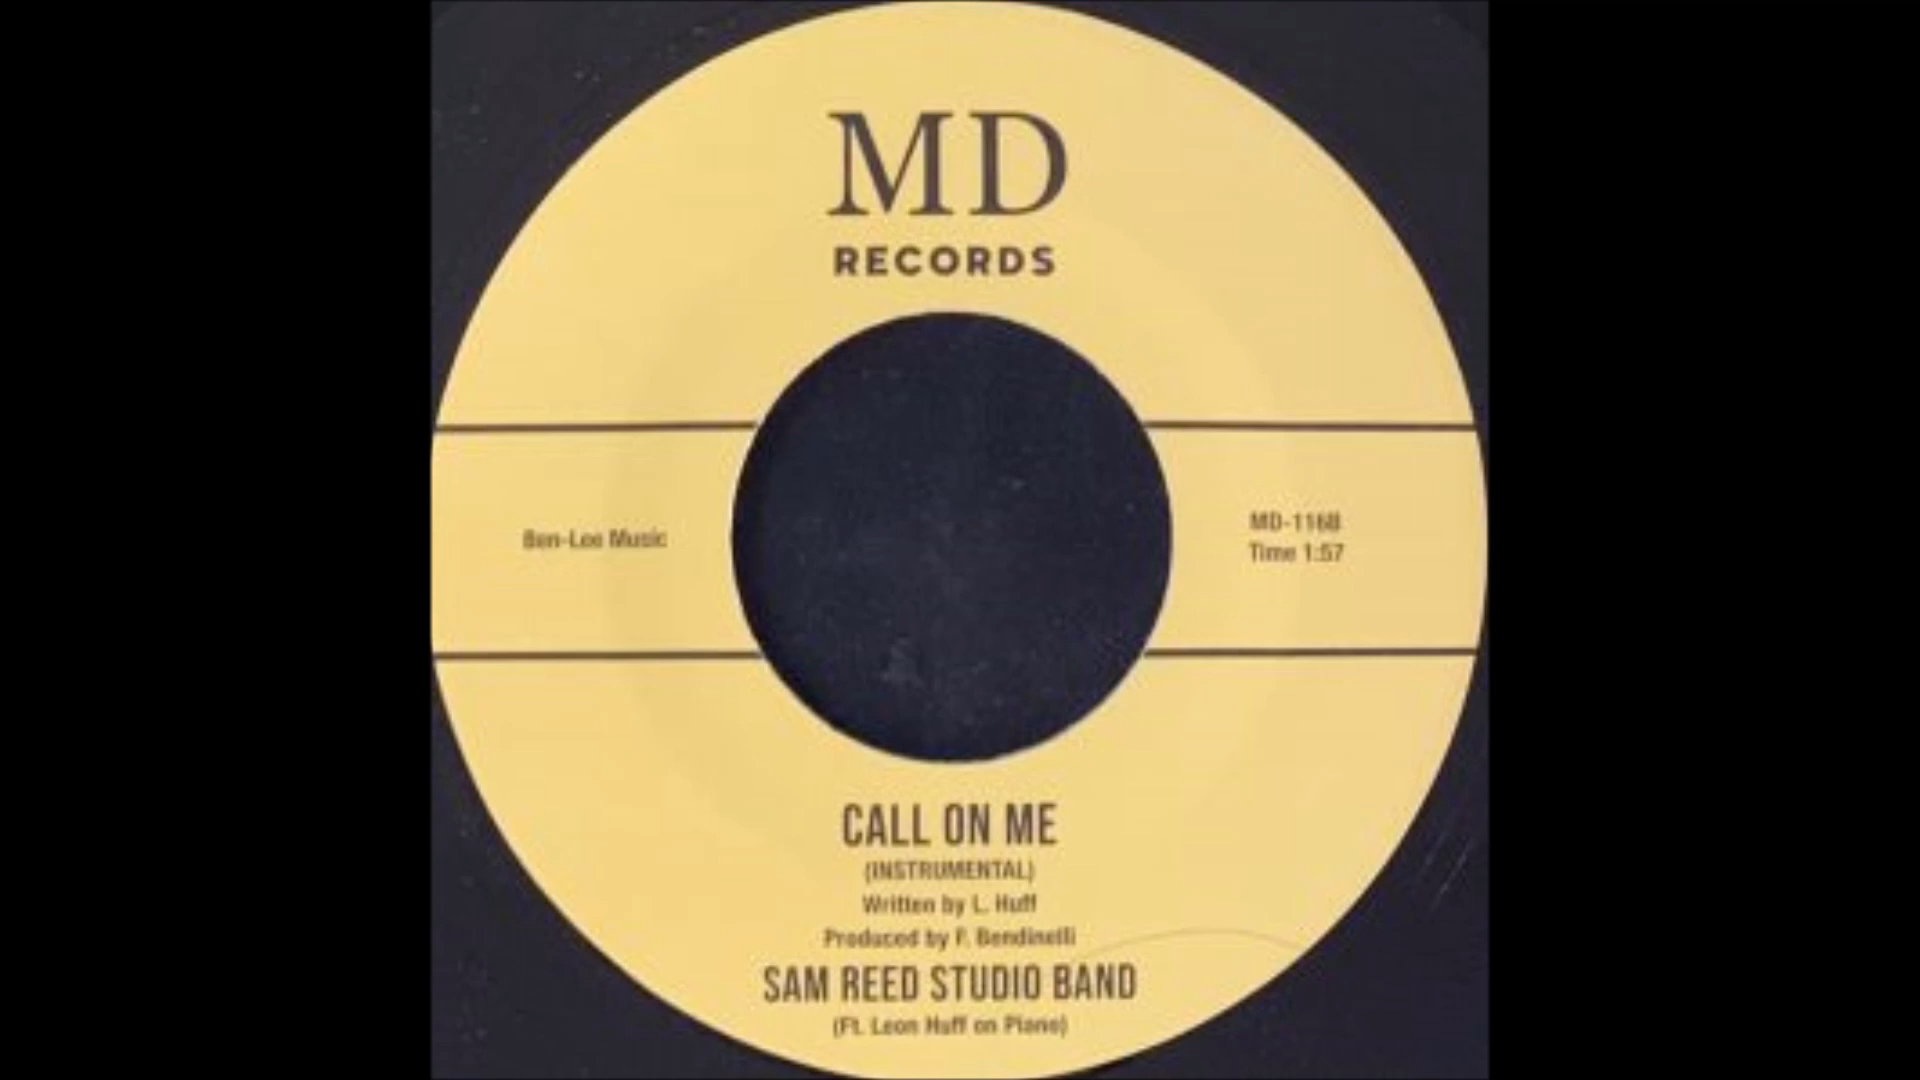 MD
RECORDS
Ben-Lee Music
MD-116B
Time 1:57
CALL ON ME
(INSTRUMENTAL)
Written by L. Huff
Produced by F. Bendinelli
SAM REED STUDIO BAND
(Ft. Leon Huff on Piano)